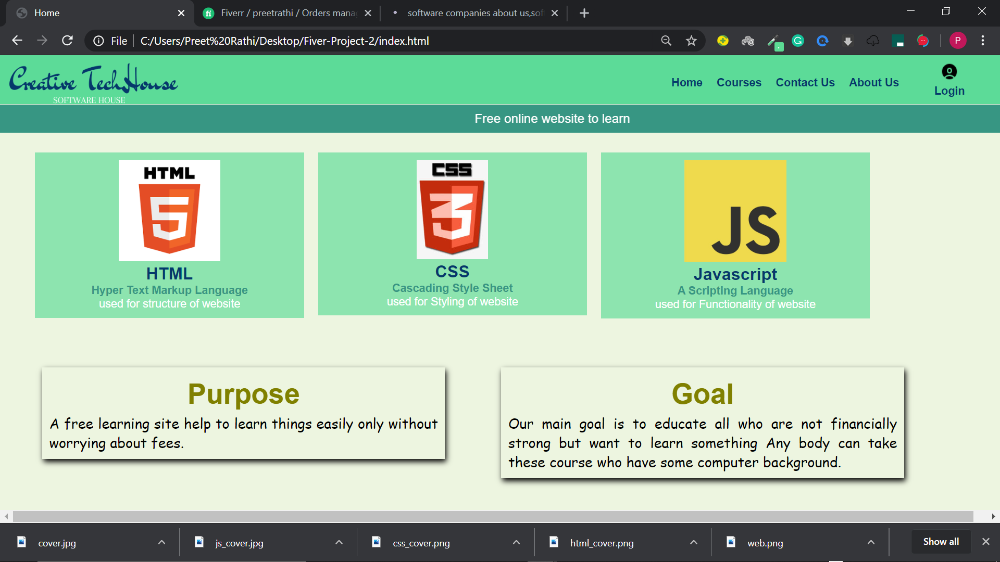 Home
Fiverr / preetrathi / Orders mana
software companies about us,sof
File
C:/Users/Preet%20Rathi/Desktop/Fiver-Project-2/index.html
P
Creative TechHouse
SOFTWARE HOUSE
Home Courses Contact Us About Us
Login
Free online website to learn
HTML
5
HTML
Hyper Text Markup Language
used for structure of website
CSS
3
CSS
Cascading Style Sheet
used for Styling of website
JS
Javascript
A Scripting Language
used for Functionality of website
Purpose
A free learning site help to learn things easily only without
worrying about fees.
Goal
Our main goal is to educate all who are not financially
strong but want to learn something Any body can take
these course who have some computer background.
cover.jpg
js_cover.jpg
css_cover.png
html_cover.png
web.png
Show all